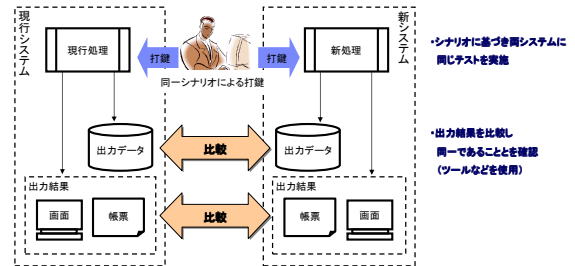 現行システム
現行処理
打鍵
打鍵
同一シナリオによる打鍵
新処理
新システム
・シナリオに基づき両システムに
同じテストを実施
出力データ
比較
出力データ
・出力結果を比較し
同一であることとを確認
(ツールなどを使用)
出力結果
画面
帳票
比較
出力結果
帳票
画面